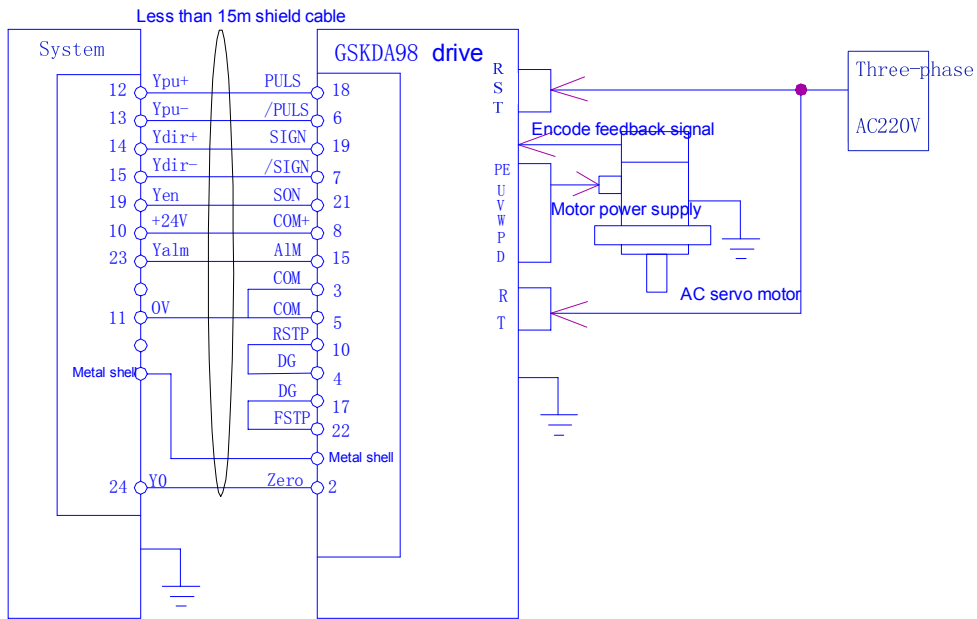 Less than 15m shield cable
System
GSKDA98 drive
Three-phase
AC220V
12 Ypu+ PULS 18
13 Ypu- /PULS 6
14 Ydir+ SIGN 19
15 Ydir- /SIGN 7
19 Yen SON 21
10 +24V COM+ 8
23 Yalm AlM 15
COM 3
11 0V COM 5
RSTP 10
DG 4
DG 17
FSTP 22
Metal shell
Metal shell
24 Y0 Zero 2
R
S
T
Encode feedback signal
PE
U
V
W
P
D
Motor power supply
AC servo motor
R
T